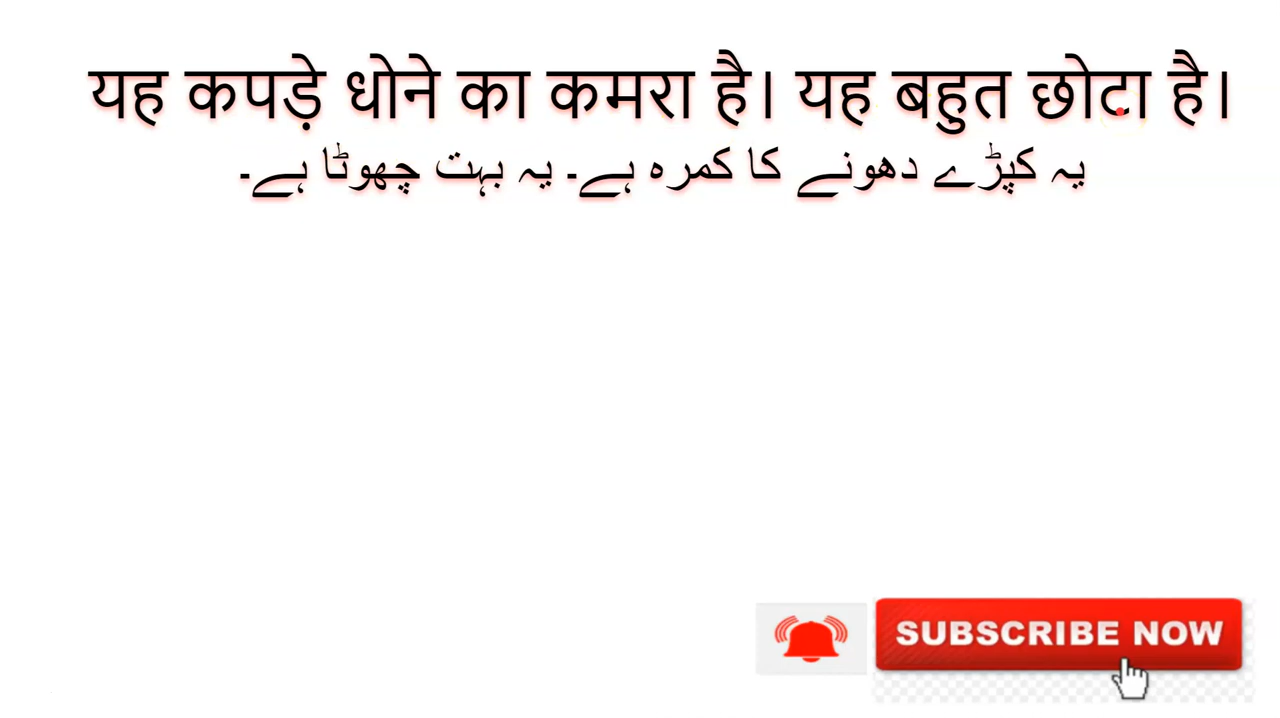 यह कपड़े धोने का कमरा है। यह बहुत छोटा है।
یہ کپڑے دھونے کا کمرہ ہے۔ یہ بہت چھوٹا ہے۔
SUBSCRIBE NOW